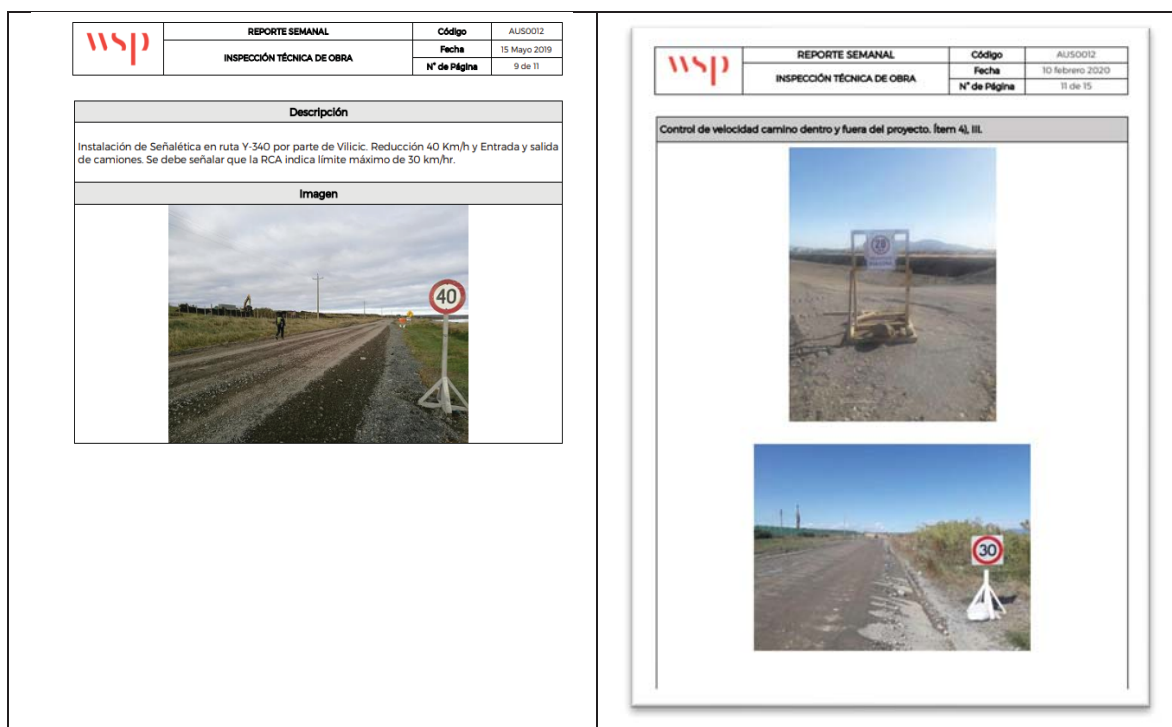 wsp
REPORTE SEMANAL
INSPECCIÓN TÉCNICA DE OBRA
Código
AUS0012
Fecha
15 Mayo 2019
N° de Página
9 de 11
Descripción
Instalación de Señalética en ruta Y-340 por parte de Vilicic. Reducción 40 Km/h y Entrada y salida
de camiones. Se debe señalar que la RCA indica límite máximo de 30 km/hr.
Imagen
40
wsp
REPORTE SEMANAL
INSPECCIÓN TÉCNICA DE OBRA
Código
AUS0012
Fecha
10 febrero 2020
N° de Página
11 de 15
Control de velocidad camino dentro y fuera del proyecto. Ítem 4), III.
20
30